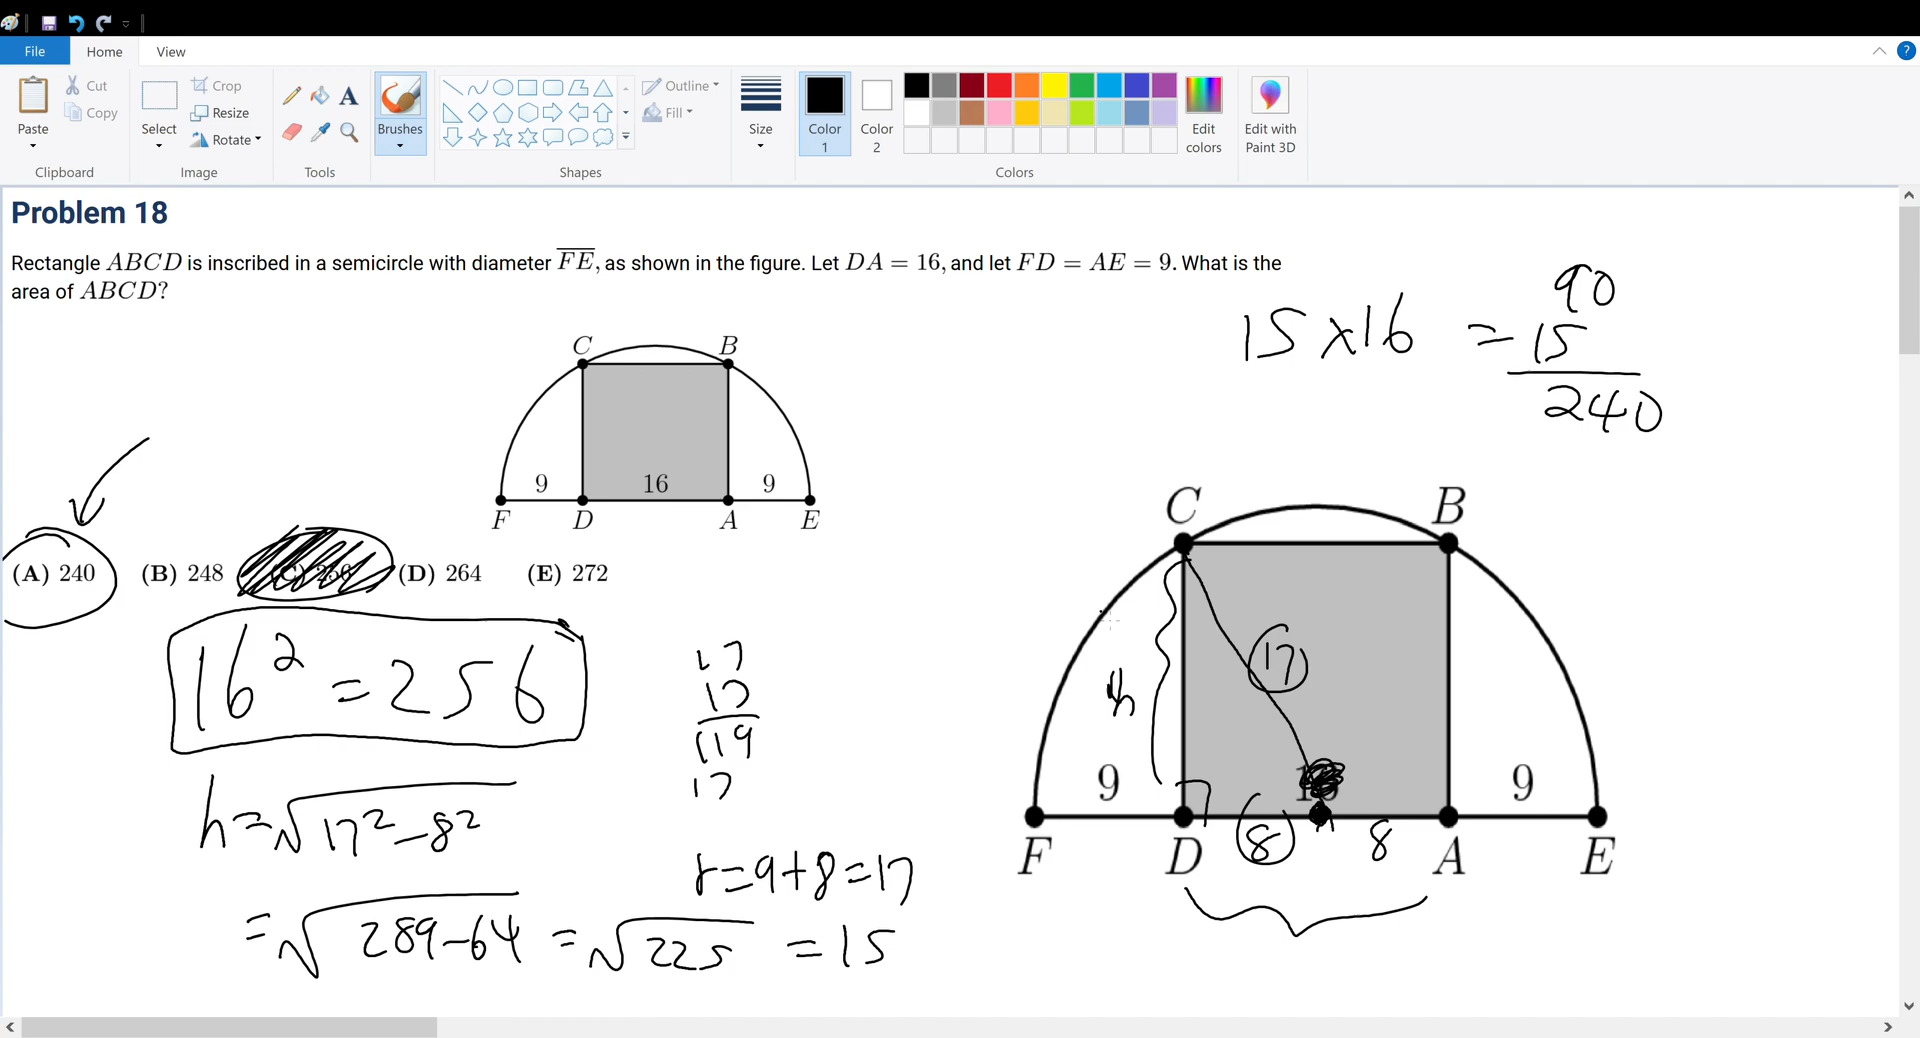 File Home View
Paste Cut Copy Clipboard
Select Crop Resize Rotate Image
A Tools
Brushes
Outline Fill Shapes
Size
Color 1 Color 2 Edit colors Colors
Edit with Paint 3D
?
Problem 18
Rectangle ABCD is inscribed in a semicircle with diameter FE, as shown in the figure. Let DA = 16, and let FD = AE = 9. What is the
area of ABCD?
15 x 16 = 90
15
240
C B
9 16 9
F D A E
(A) 240 (B) 248 (C) 256 (D) 264 (E) 272
16² = 256
17
17
119
17
h = √17² – 8²
r = 9 + 8 = 17
= √289 – 64 = √225 = 15
C B
17
h
9 9
8 8
F D A E